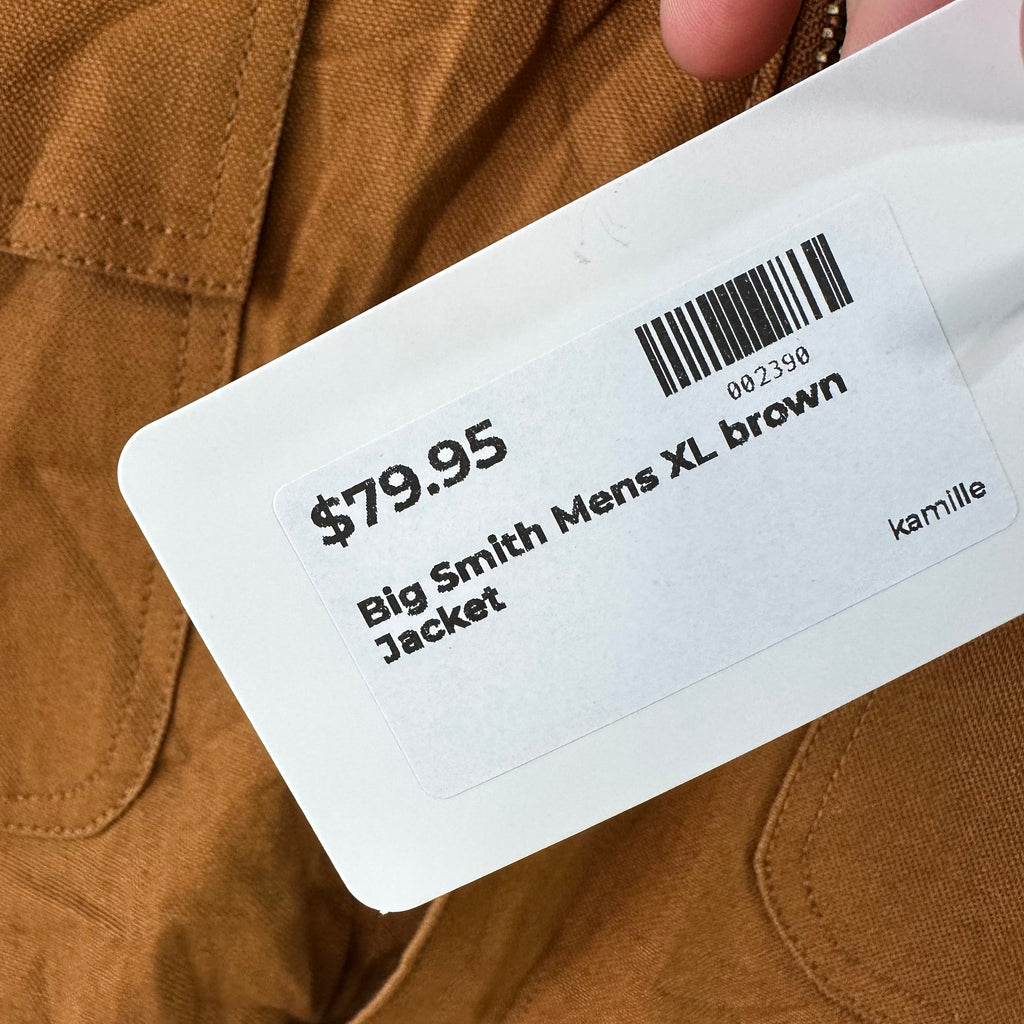 002390
$79.95
Big Smith Mens XL brown
Jacket
kamille